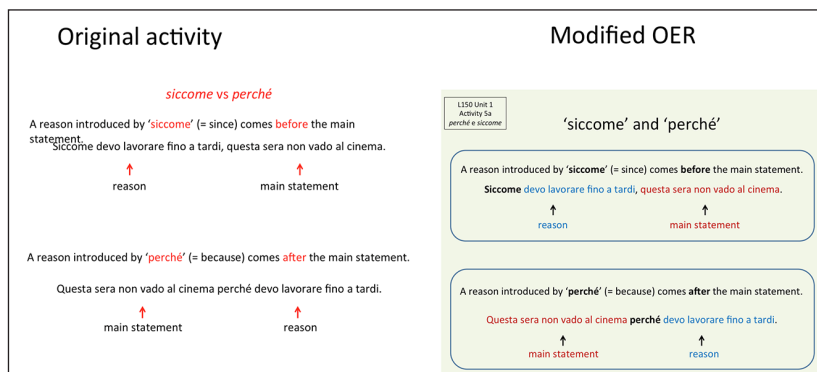 Original activity
siccome vs perché
A reason introduced by ‘siccome’ (= since) comes before the main
statement.
Siccome devo lavorare fino a tardi, questa sera non vado al cinema.
reason main statement
A reason introduced by ‘perché’ (= because) comes after the main statement.
Questa sera non vado al cinema perché devo lavorare fino a tardi.
main statement reason
Modified OER
L150 Unit 1
Activity 5a
perché e siccome
‘siccome’ and ‘perché’
A reason introduced by ‘siccome’ (= since) comes before the main statement.
Siccome devo lavorare fino a tardi, questa sera non vado al cinema.
reason main statement
A reason introduced by ‘perché’ (= because) comes after the main statement.
Questa sera non vado al cinema perché devo lavorare fino a tardi.
main statement reason